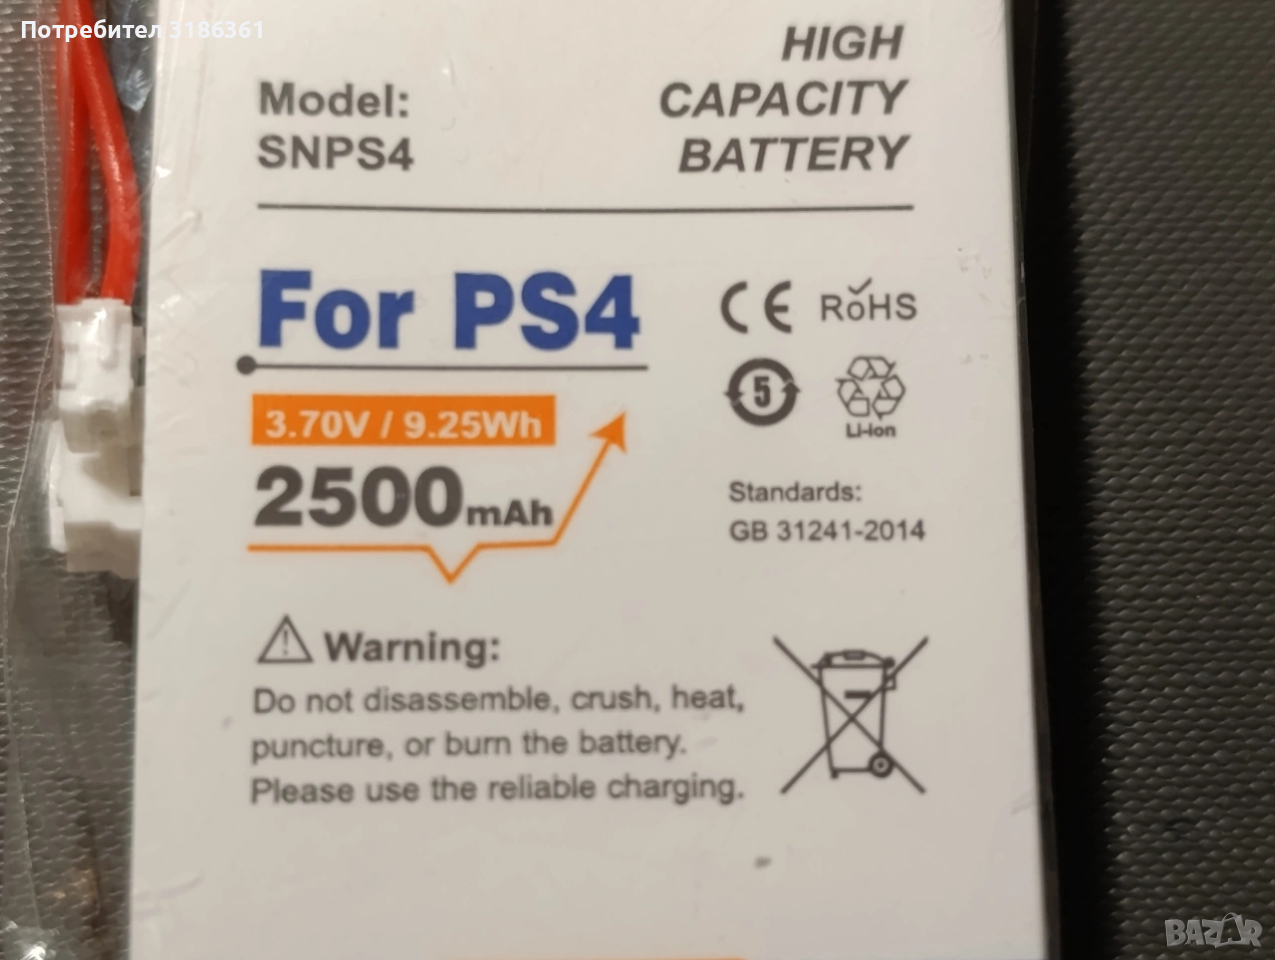 Потребител 3186361
HIGH
CAPACITY
BATTERY
Model:
SNPS4
For PS4
CE RoHS
5
Li-ion
3.70V / 9.25Wh
2500mAh
Standards:
GB 31241-2014
Warning:
Do not disassemble, crush, heat,
puncture, or burn the battery.
Please use the reliable charging.
BAZAR